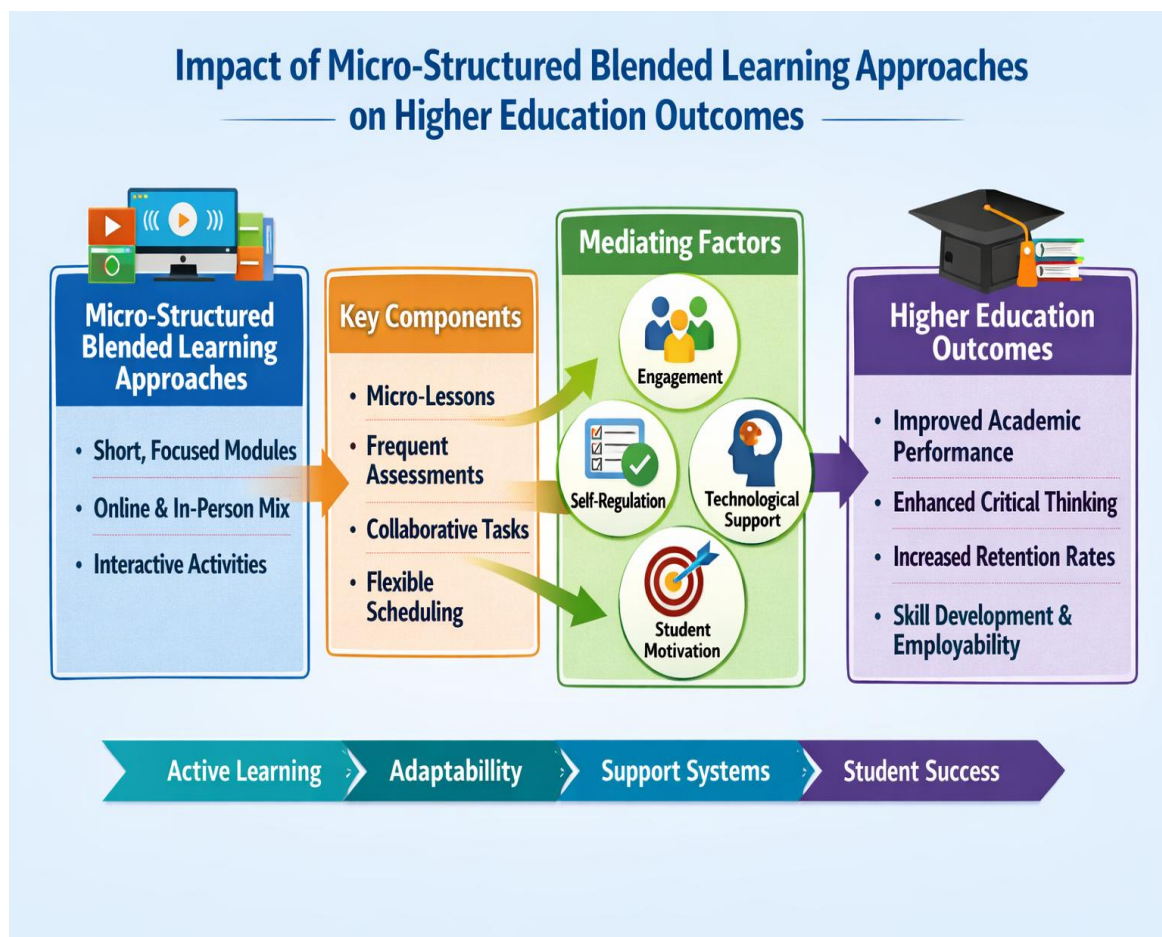 Impact of Micro-Structured Blended Learning Approaches
on Higher Education Outcomes
Micro-Structured
Blended Learning
Approaches
• Short, Focused Modules
• Online & In-Person Mix
• Interactive Activities
Key Components
• Micro-Lessons
• Frequent
Assessments
• Collaborative Tasks
• Flexible
Scheduling
Mediating Factors
Engagement
Self-Regulation
Technological
Support
Student
Motivation
Higher Education
Outcomes
• Improved Academic
Performance
• Enhanced Critical Thinking
• Increased Retention Rates
• Skill Development &
Employability
Active Learning
Adaptabillity
Support Systems
Student Success